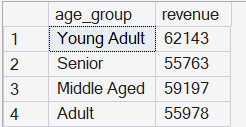 age_group revenue
1 Young Adult 62143
2 Senior 55763
3 Middle Aged 59197
4 Adult 55978